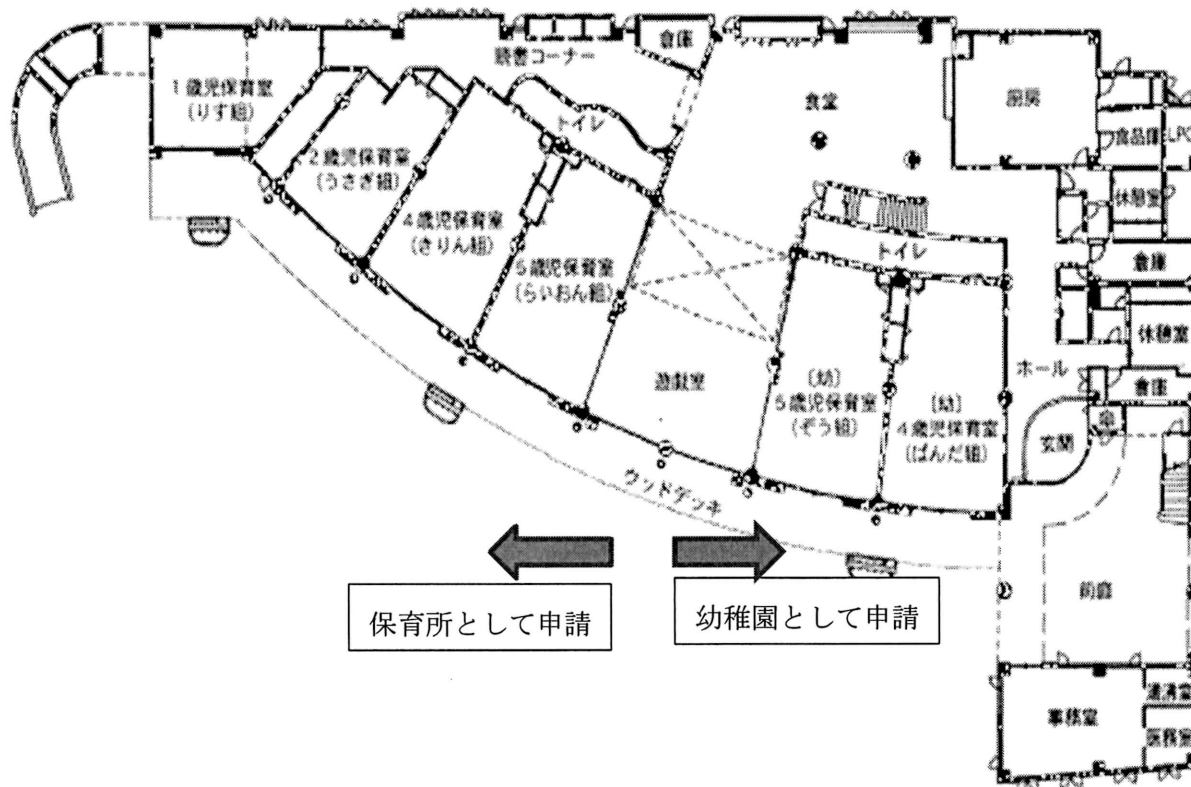 倉庫
読書コーナー
1歳児保育室
(りす組)
食堂
厨房
トイレ
食品庫
LPG
2歳児保育室
(うさぎ組)
休憩室
4歳児保育室
(きりん組)
トイレ
倉庫
5歳児保育室
(らいおん組)
休憩室
ホール
遊戯室
(幼)
5歳児保育室
(ぞう組)
(幼)
4歳児保育室
(ぱんだ組)
倉庫
玄関
ウッドデッキ
保育所として申請
幼稚園として申請
前庭
事務室
医務室